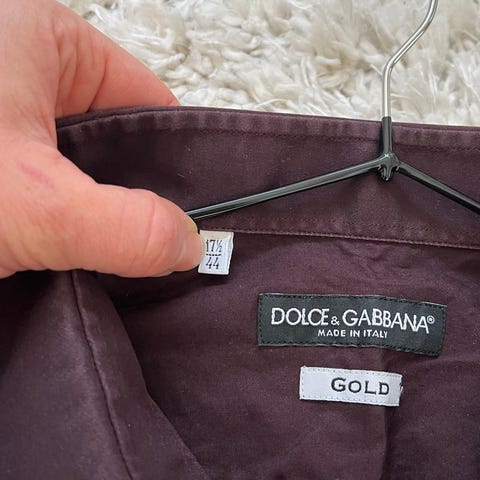 17½
44
DOLCE & GABBANA®
MADE IN ITALY
GOLD